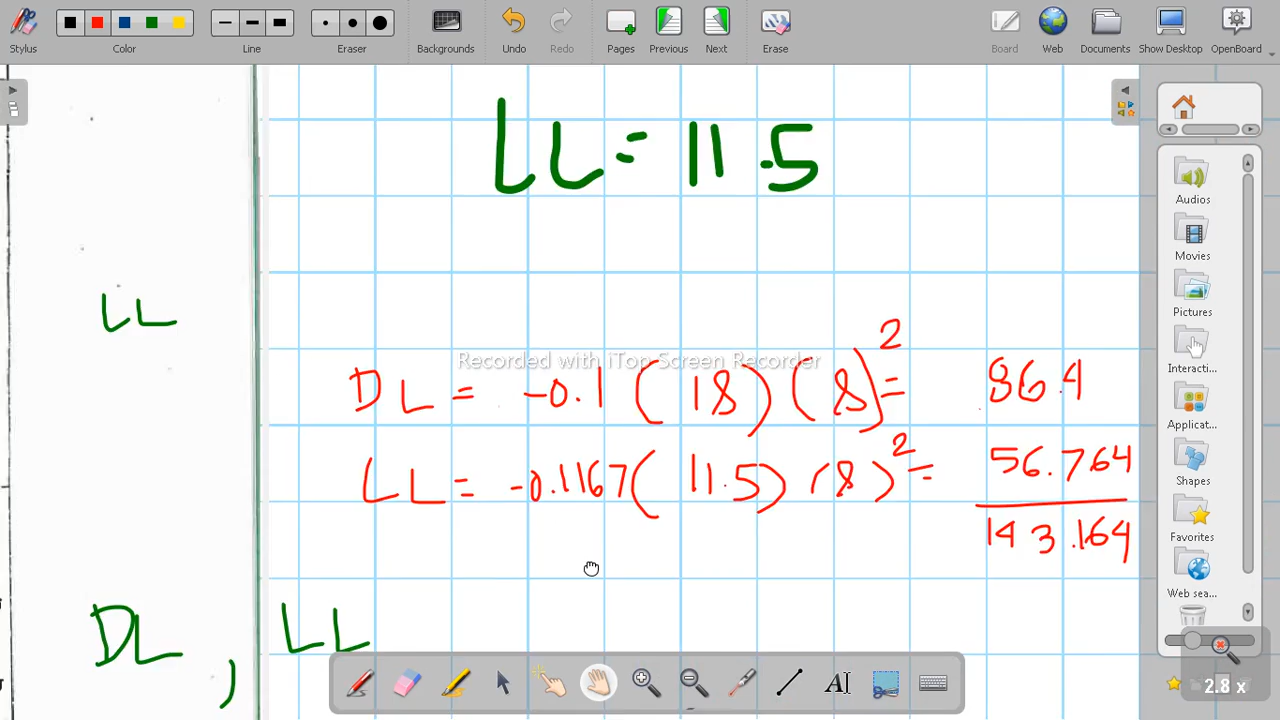 Stylus Color Line Eraser Backgrounds Undo Redo Pages Previous Next Erase Board Web Documents Show Desktop OpenBoard
LL = 11.5
LL
Recorded with iTop Screen Recorder
DL = -0.1 (18) (8)² = 86.4
LL = -0.1167 (11.5) (8)² = 56.764
143.164
DL , LL
Audios
Movies
Pictures
Interacti...
Applicat...
Shapes
Favorites
Web sea...
2.8 x